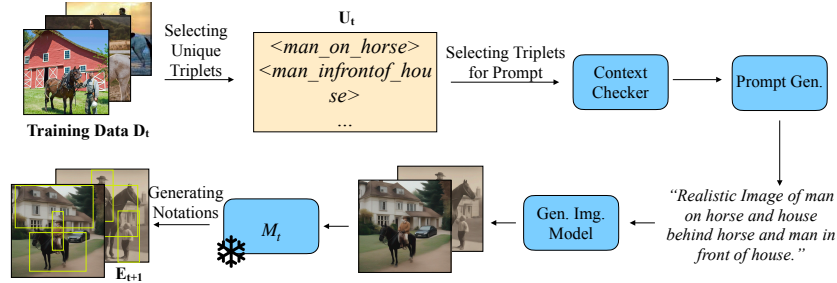 Selecting
Unique
Triplets
U_t
<man_on_horse>
<man_infrontof_hou
se>
...
Selecting Triplets
for Prompt
Context
Checker
Prompt Gen.
Training Data D_t
"Realistic Image of man
on horse and house
behind horse and man in
front of house."
Gen. Img.
Model
M_t
Generating
Notations
E_{t+1}